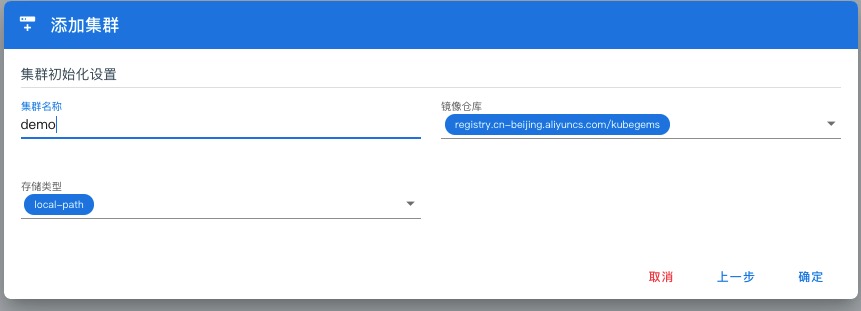 添加集群
集群初始化设置
集群名称
demo
镜像仓库
registry.cn-beijing.aliyuncs.com/kubegems
存储类型
local-path
取消 上一步 确定